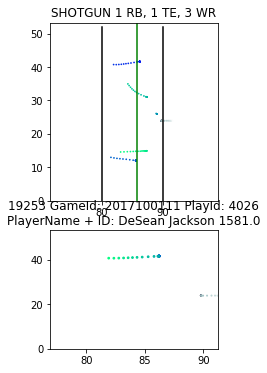 SHOTGUN 1 RB, 1 TE, 3 WR
50
40
30
20
10
0
80 90
19253 GameId: 2017100111 PlayId: 4026
PlayerName + ID: DeSean Jackson 1581.0
40
20
0
80 85 90